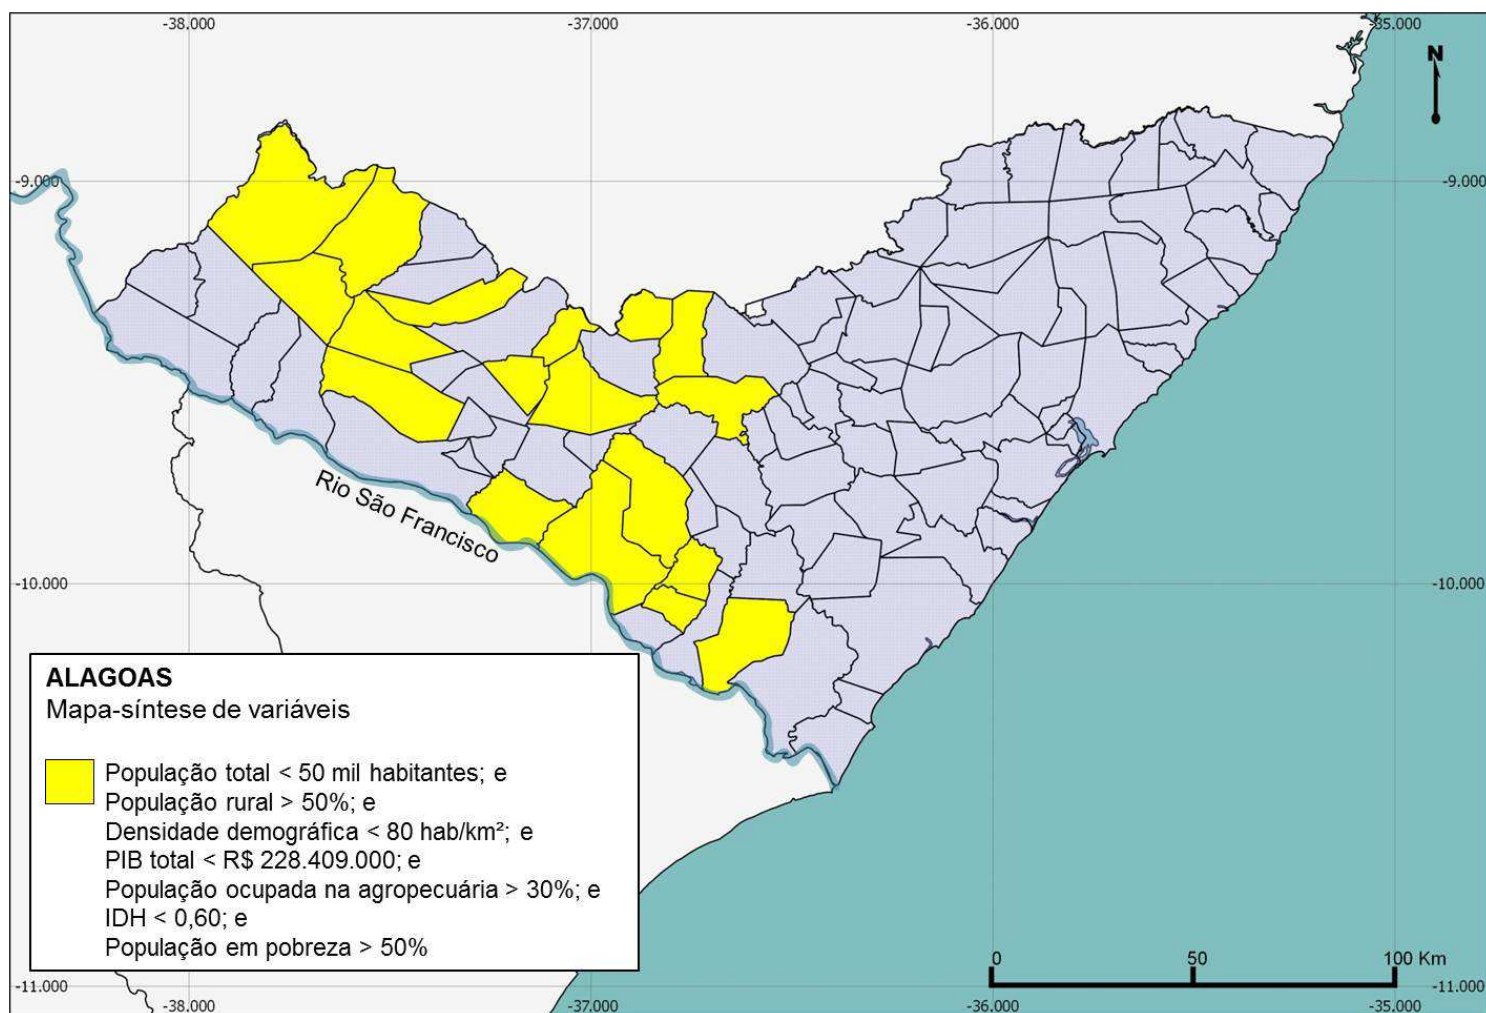 -38.000
-37.000
-36.000
-35.000
N
-9.000
-9.000
Rio São Francisco
-10.000
-10.000
ALAGOAS
Mapa-síntese de variáveis
População total < 50 mil habitantes; e
População rural > 50%; e
Densidade demográfica < 80 hab/km²; e
PIB total < R$ 228.409.000; e
População ocupada na agropecuária > 30%; e
IDH < 0,60; e
População em pobreza > 50%
0 50 100 Km
-11.000
-11.000
-38.000
-37.000
-36.000
-35.000